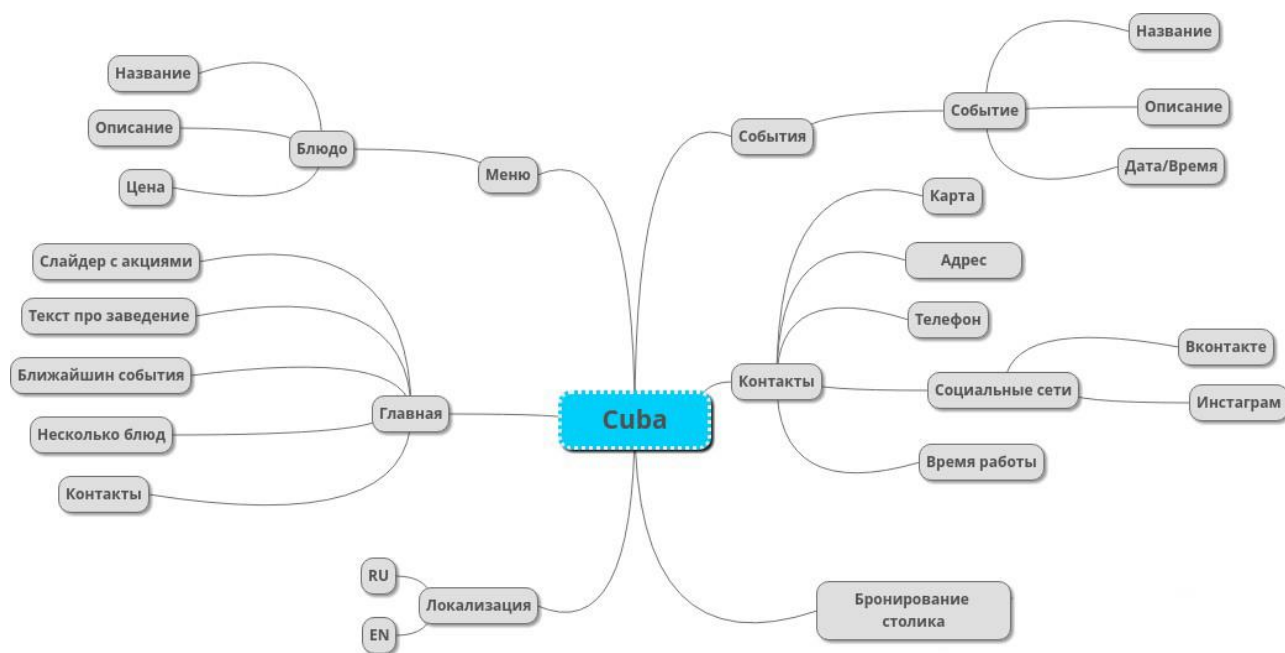 Название
Описание
Цена
Блюдо
Меню
Слайдер с акциями
Текст про заведение
Ближайшин события
Несколько блюд
Контакты
Главная
RU
EN
Локализация
Cuba
События
Событие
Название
Описание
Дата/Время
Контакты
Карта
Адрес
Телефон
Социальные сети
Вконтакте
Инстаграм
Время работы
Бронирование
столика